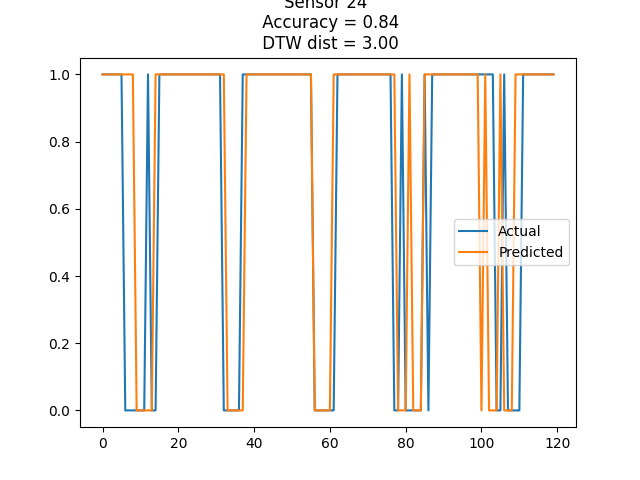 Sensor 24
Accuracy = 0.84
DTW dist = 3.00
1.0
0.8
0.6
0.4
0.2
0.0
Actual
Predicted
0 20 40 60 80 100 120